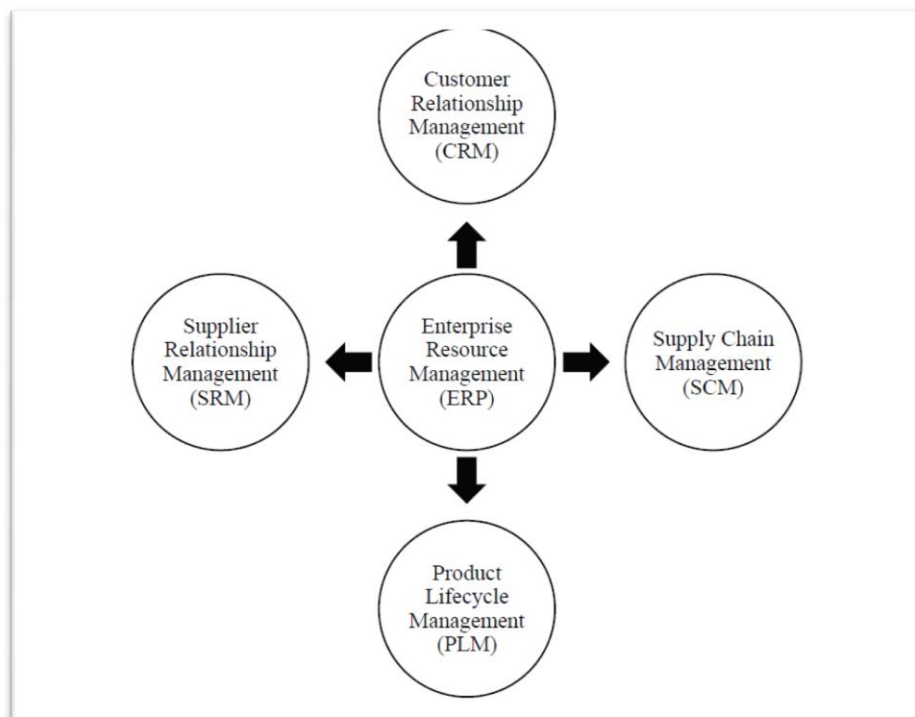 Customer
Relationship
Management
(CRM)
Supplier
Relationship
Management
(SRM)
Enterprise
Resource
Management
(ERP)
Supply Chain
Management
(SCM)
Product
Lifecycle
Management
(PLM)